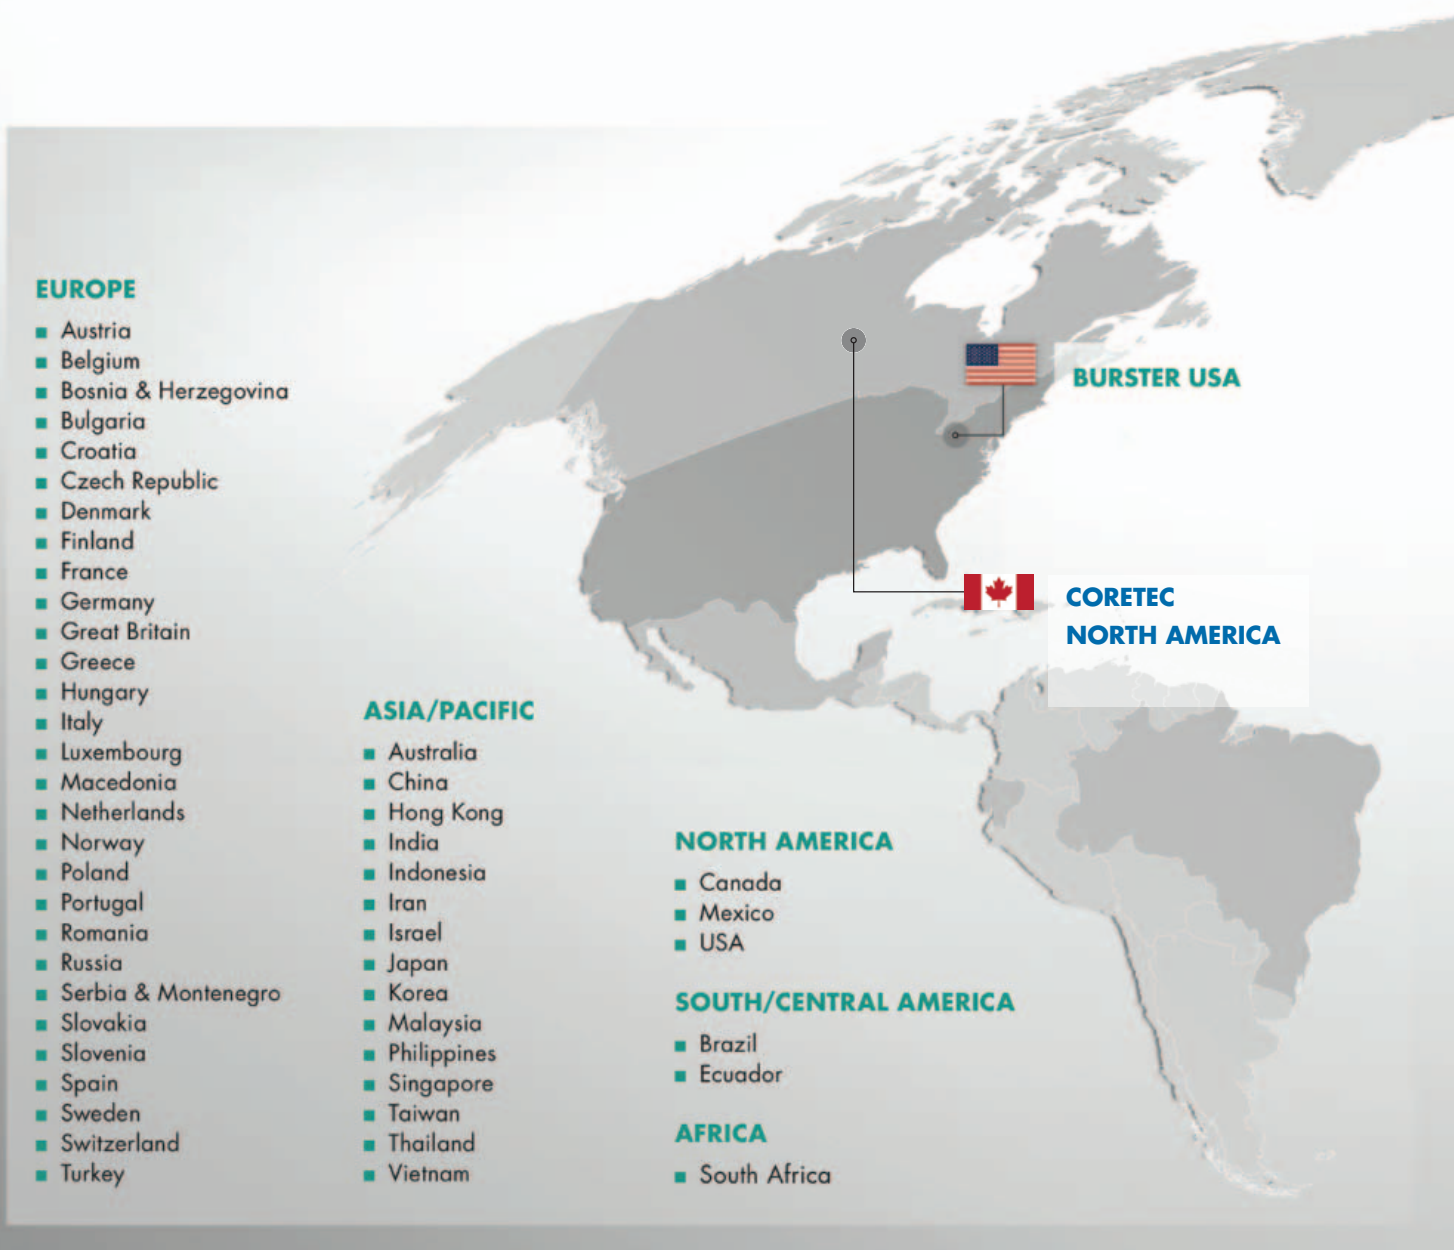 EUROPE
Austria
Belgium
Bosnia & Herzegovina
Bulgaria
Croatia
Czech Republic
Denmark
Finland
France
Germany
Great Britain
Greece
Hungary
Italy
Luxembourg
Macedonia
Netherlands
Norway
Poland
Portugal
Romania
Russia
Serbia & Montenegro
Slovakia
Slovenia
Spain
Sweden
Switzerland
Turkey
ASIA/PACIFIC
Australia
China
Hong Kong
India
Indonesia
Iran
Israel
Japan
Korea
Malaysia
Philippines
Singapore
Taiwan
Thailand
Vietnam
NORTH AMERICA
Canada
Mexico
USA
SOUTH/CENTRAL AMERICA
Brazil
Ecuador
AFRICA
South Africa
BURSTER USA
CORETEC
NORTH AMERICA